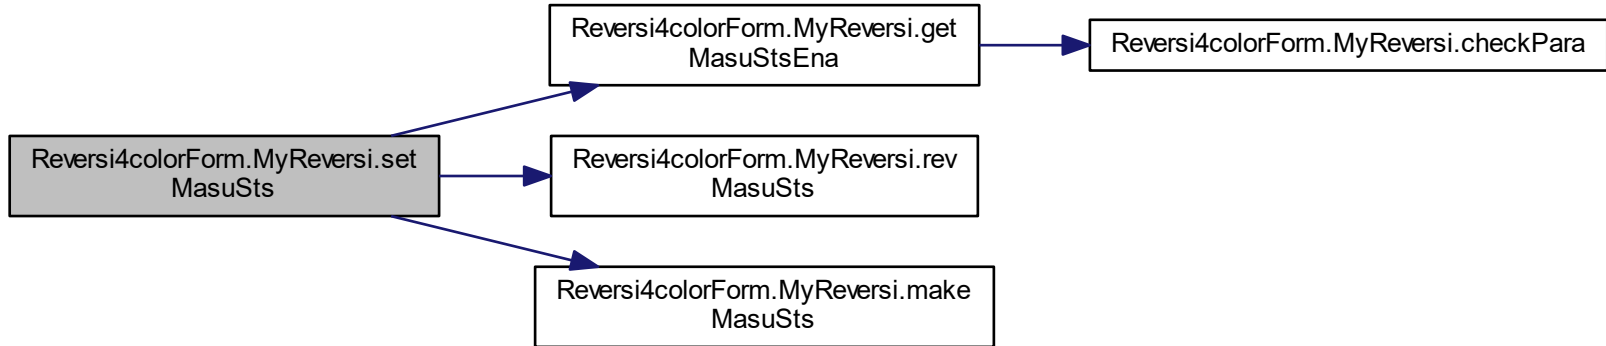 Reversi4colorForm.MyReversi.set
MasuSts
Reversi4colorForm.MyReversi.get
MasuStsEna
Reversi4colorForm.MyReversi.checkPara
Reversi4colorForm.MyReversi.rev
MasuSts
Reversi4colorForm.MyReversi.make
MasuSts